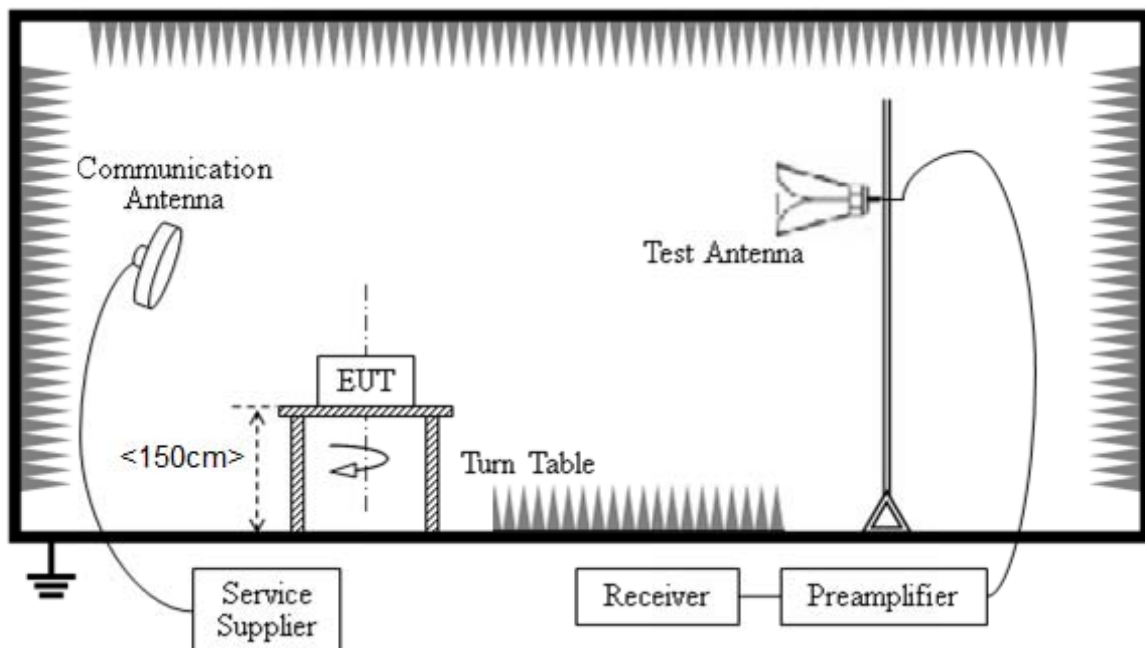 Communication
Antenna
Test Antenna
EUT
<150cm>
Turn Table
Service
Supplier
Receiver
Preamplifier